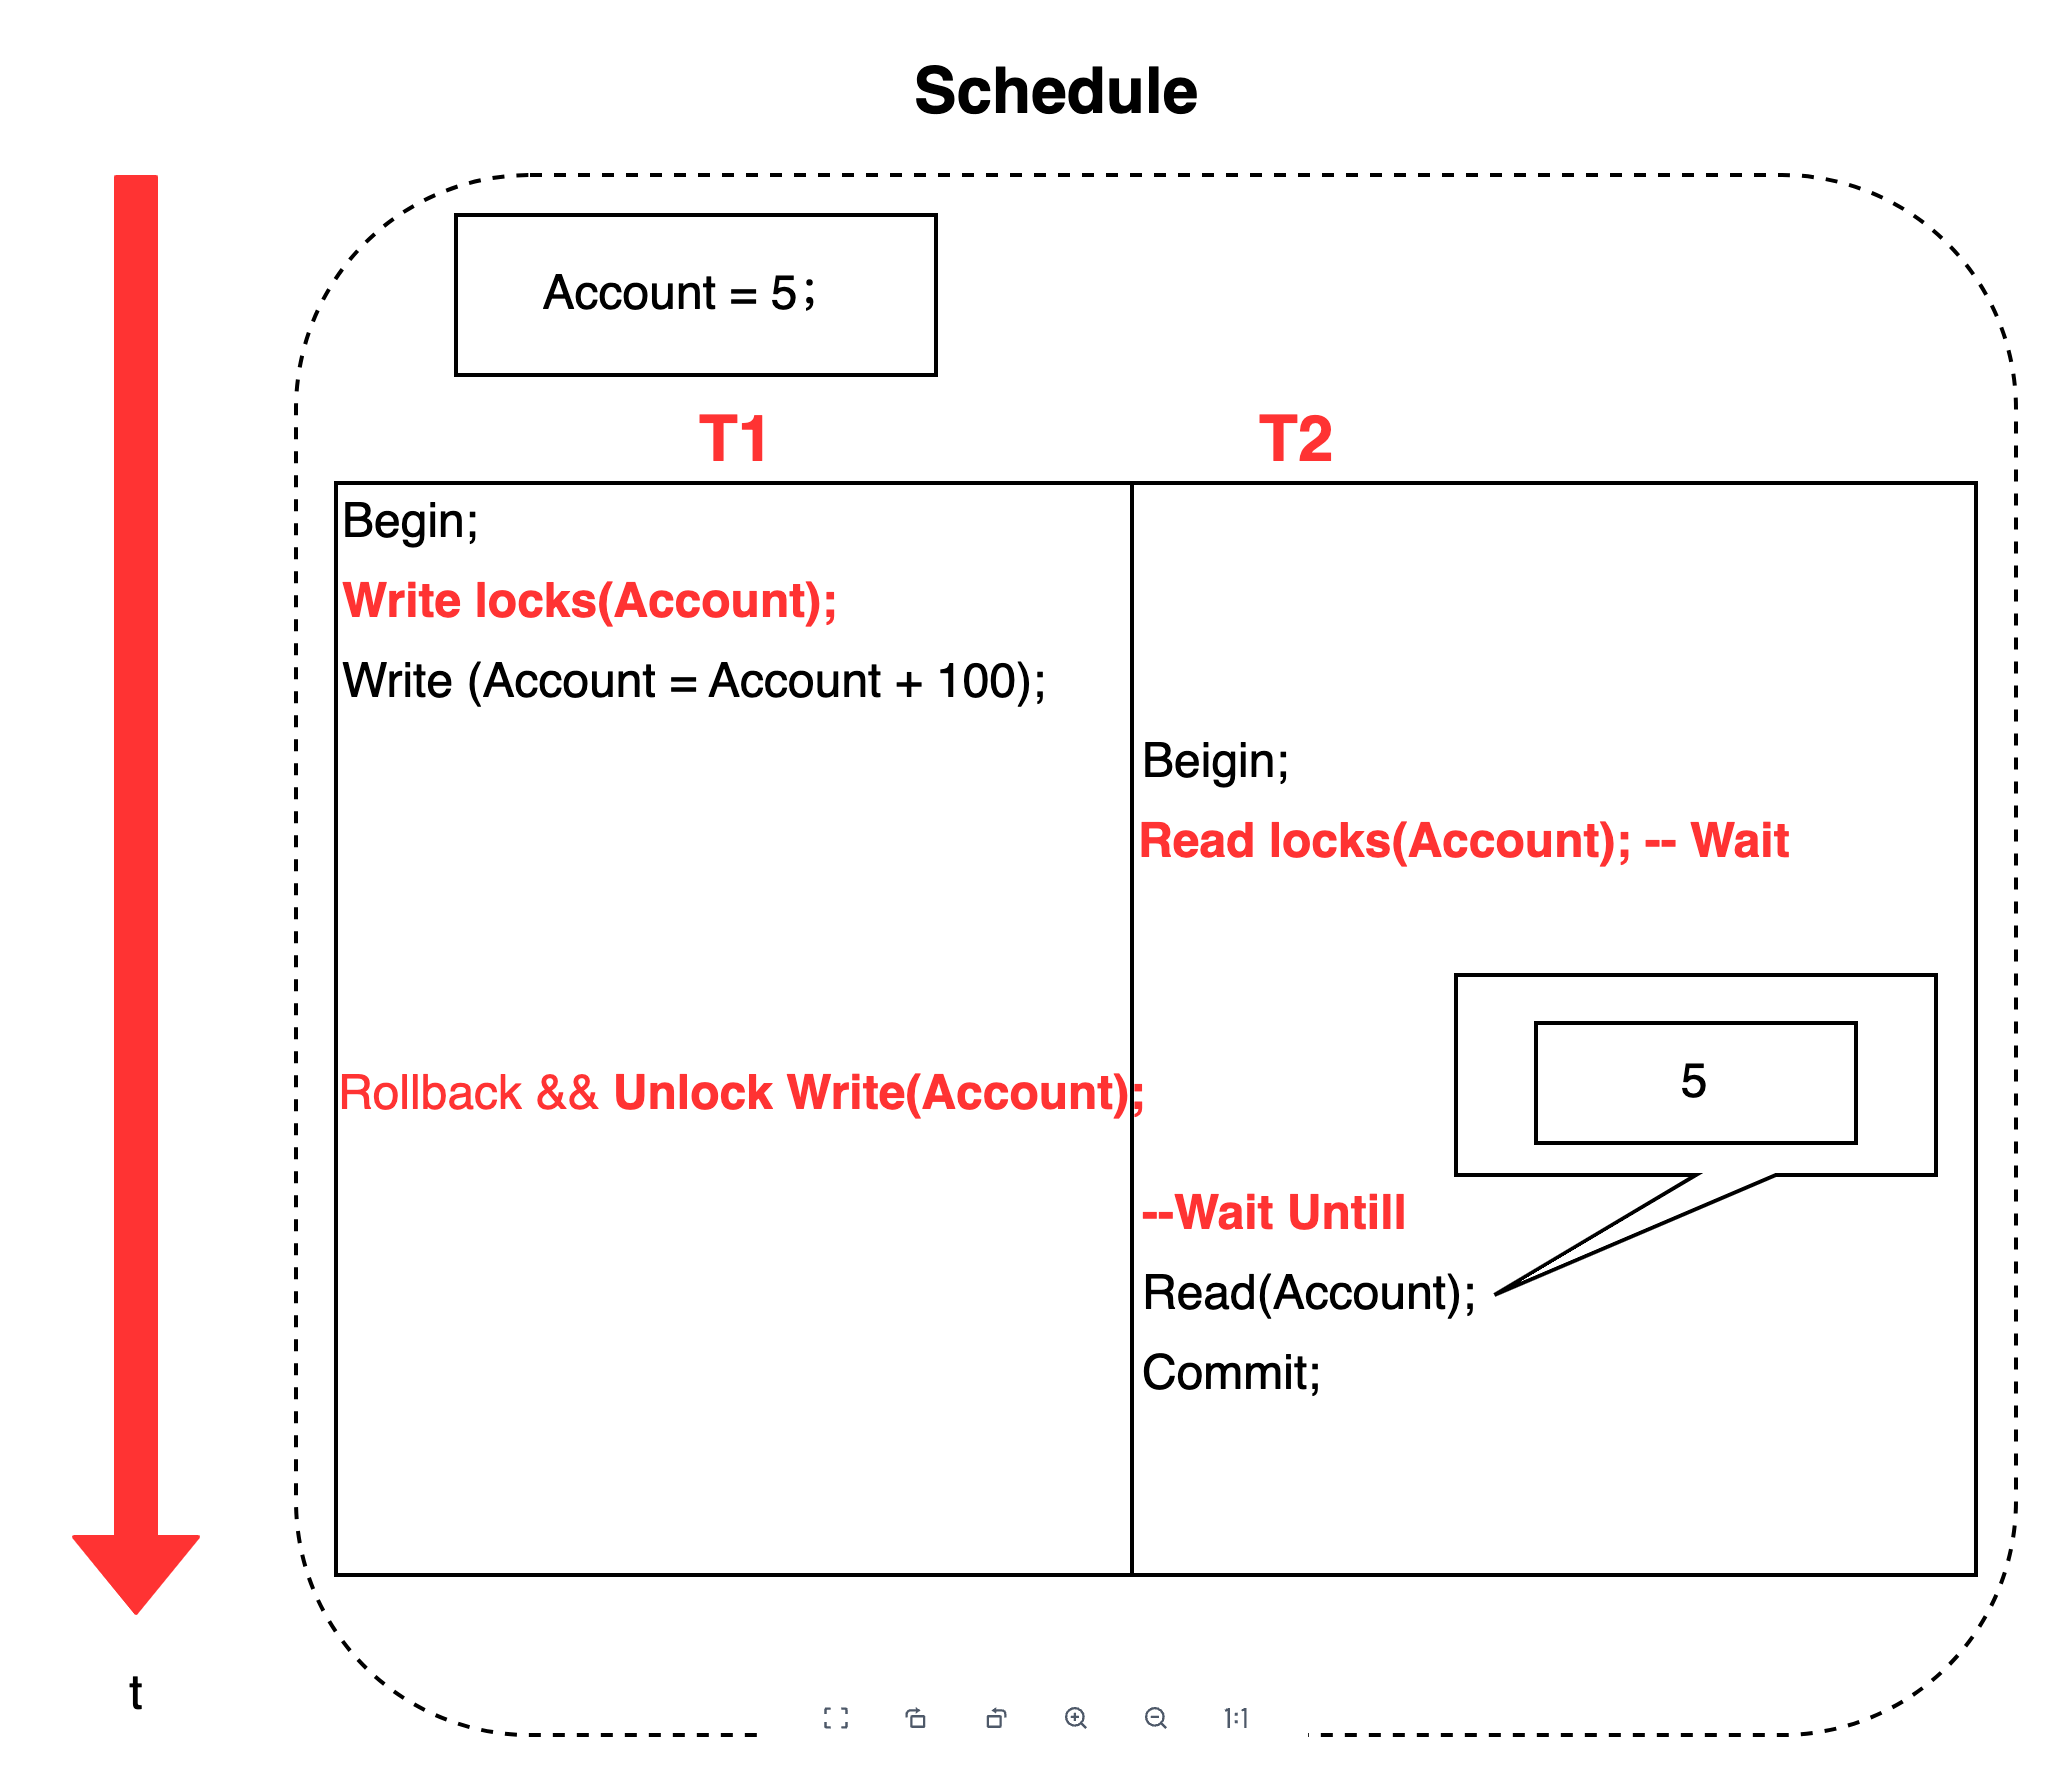 Schedule
Account = 5;
T1
T2
Begin;
Write locks(Account);
Write (Account = Account + 100);
Beigin;
Read locks(Account); -- Wait
5
Rollback && Unlock Write(Account);
--Wait Untill
Read(Account);
Commit;
t
1:1